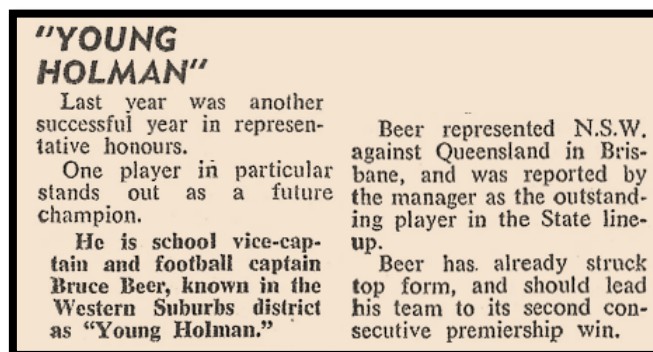 "YOUNG
HOLMAN"
Last year was another
successful year in represen-
tative honours.
One player in particular
stands out as a future
champion.
He is school vice-cap-
tain and football captain
Bruce Beer, known in the
Western Suburbs district
as "Young Holman."
Beer represented N.S.W.
against Queensland in Bris-
bane, and was reported by
the manager as the outstand-
ing player in the State line-
up.
Beer has. already struck
top form, and should lead
his team to its second con-
secutive premiership win.